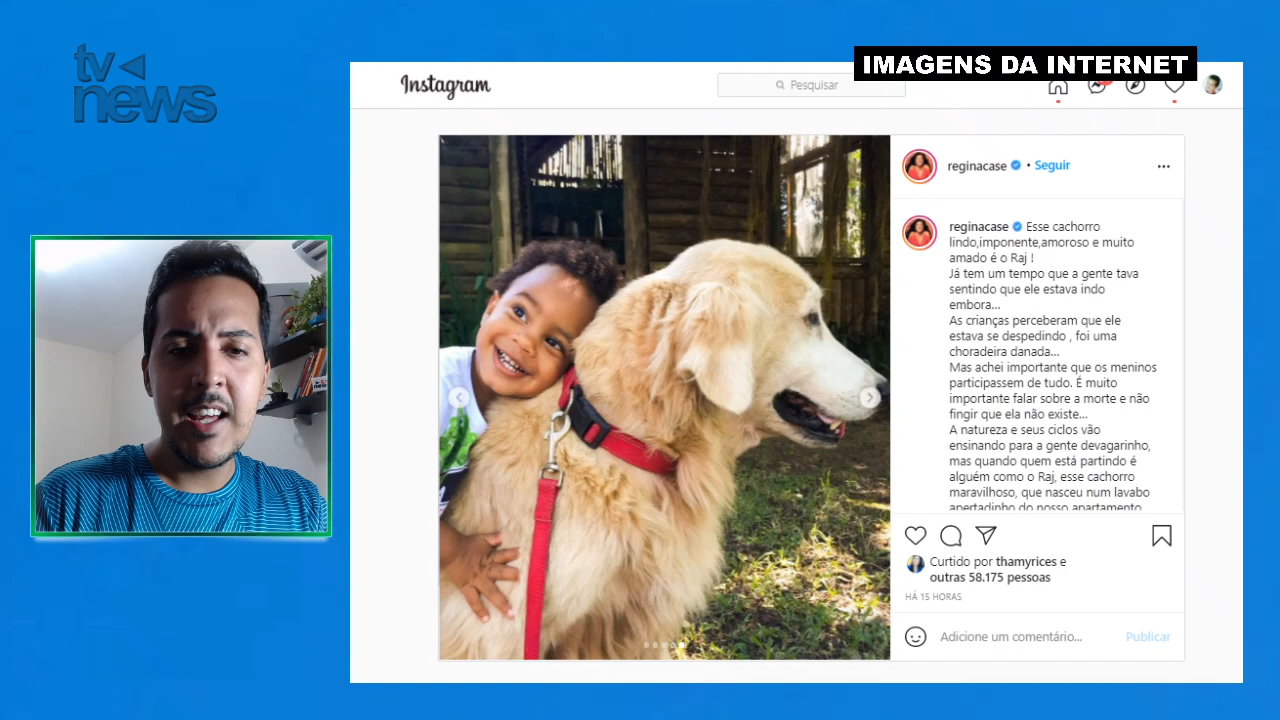 tv
news
IMAGENS DA INTERNET
Instagram
Pesquisar
reginacase • Seguir
reginacase Esse cachorro
lindo,imponente,amoroso e muito
amado é o Raj !
Já tem um tempo que a gente tava
sentindo que ele estava indo
embora...
As crianças perceberam que ele
estava se despedindo , foi uma
choradeira danada...
Mas achei importante que os meninos
participassem de tudo. É muito
importante falar sobre a morte e não
fingir que ela não existe...
A natureza e seus ciclos vão
ensinando para a gente devagarinho,
mas quando quem está partindo é
alguém como o Raj, esse cachorro
maravilhoso, que nasceu num lavabo
apertadinho do nosso apartamento
Curtido por thamyrices e
outras 58.175 pessoas
HÁ 15 HORAS
Adicione um comentário...
Publicar